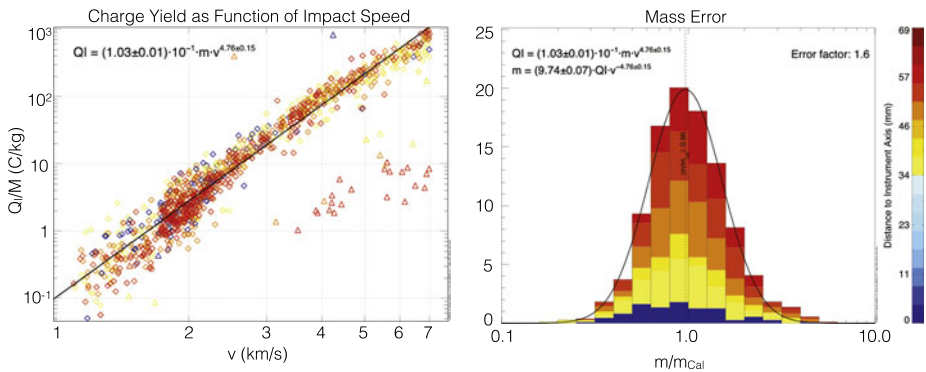 Charge Yield as Function of Impact Speed
QI = (1.03±0.01)·10⁻¹·m·v⁴·⁷⁶±⁰·¹⁵
10³
10²
10
1
10⁻¹
Qı/M (C/kg)
1
2
3
4
5
6
7
v (km/s)
Mass Error
QI = (1.03±0.01)·10⁻¹·m·v⁴·⁷⁶±⁰·¹⁵
m = (9.74±0.07)·QI·v⁻⁴·⁷⁶±⁰·¹⁵
Error factor: 1.6
25
20
15
10
5
0
0.1
1.0
10.0
m/mCal
69
57
46
34
23
11
0
Distance to Instrument Axis (mm)